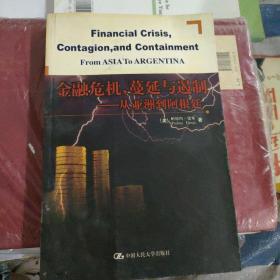 Financial Crisis,
Contagion, and Containment
From ASIA To ARGENTINA
金融危机、蔓延与遏制
——从亚洲到阿根廷
著
中国人民大学出版社